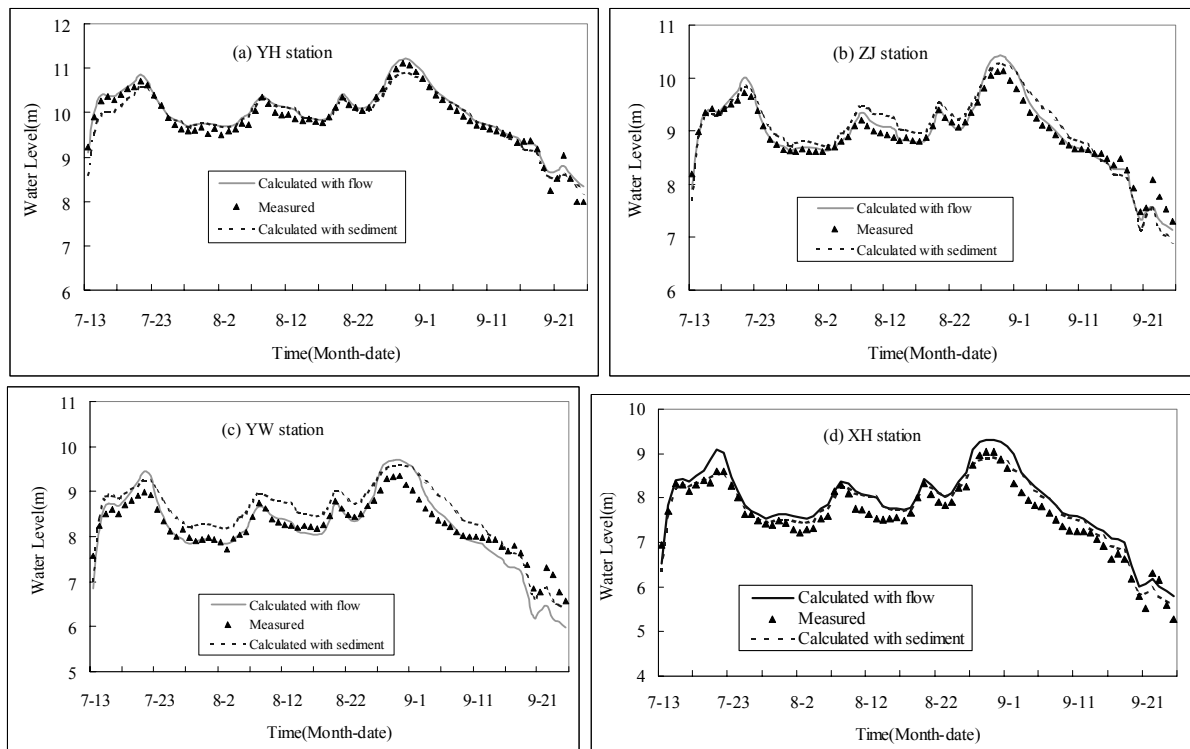 (a) YH station
Water Level(m)
12
11
10
9
8
7
6
Calculated with flow
Measured
Calculated with sediment
7-13 7-23 8-2 8-12 8-22 9-1 9-11 9-21
Time(Month-date)
(b) ZJ station
Water Level(m)
11
10
9
8
7
6
Calculated with flow
Measured
Calculated with sediment
7-13 7-23 8-2 8-12 8-22 9-1 9-11 9-21
Time(Month-date)
(c) YW station
Water Level(m)
11
10
9
8
7
6
5
Calculated with flow
Measured
Calculated with sediment
7-13 7-23 8-2 8-12 8-22 9-1 9-11 9-21
Time(Month-date)
(d) XH station
Water Level(m)
10
9
8
7
6
5
4
Calculated with flow
Measured
Calculated with sediment
7-13 7-23 8-2 8-12 8-22 9-1 9-11 9-21
Time(Month-date)